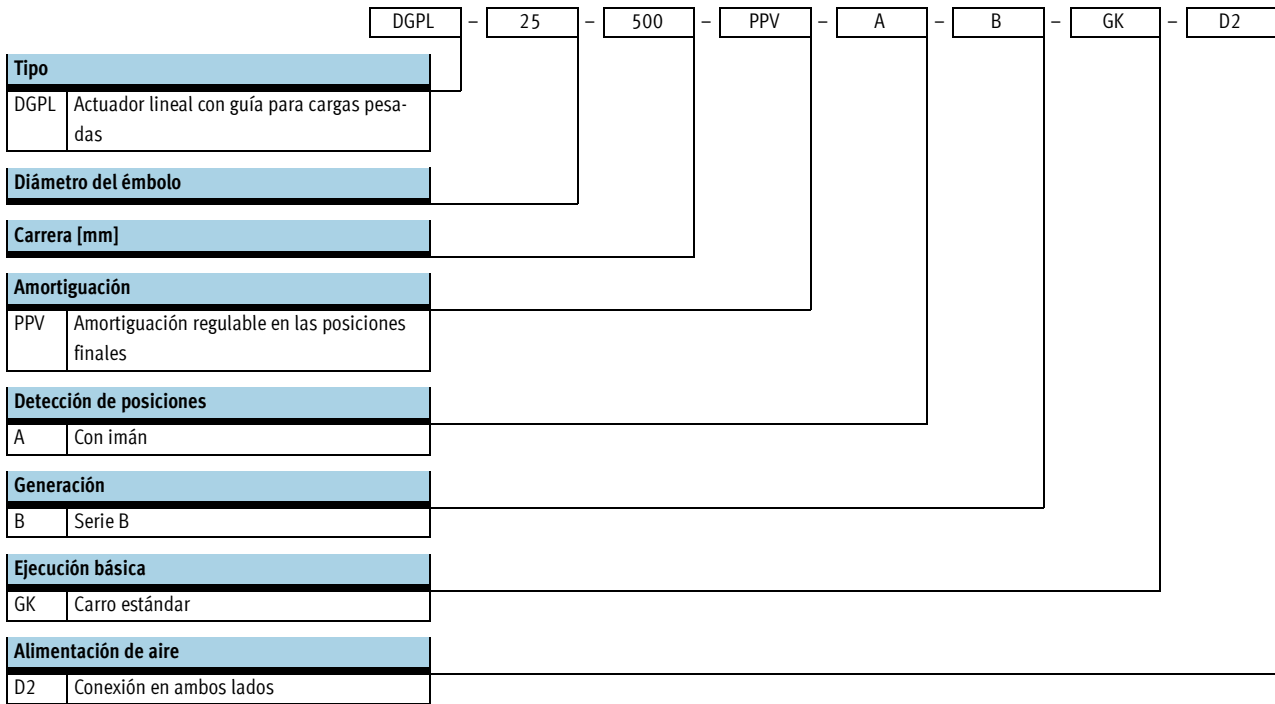 DGPL – 25 – 500 – PPV – A – B – GK – D2
Tipo
DGPL Actuador lineal con guía para cargas pesa-
das
Diámetro del émbolo
Carrera [mm]
Amortiguación
PPV Amortiguación regulable en las posiciones
finales
Detección de posiciones
A Con imán
Generación
B Serie B
Ejecución básica
GK Carro estándar
Alimentación de aire
D2 Conexión en ambos lados